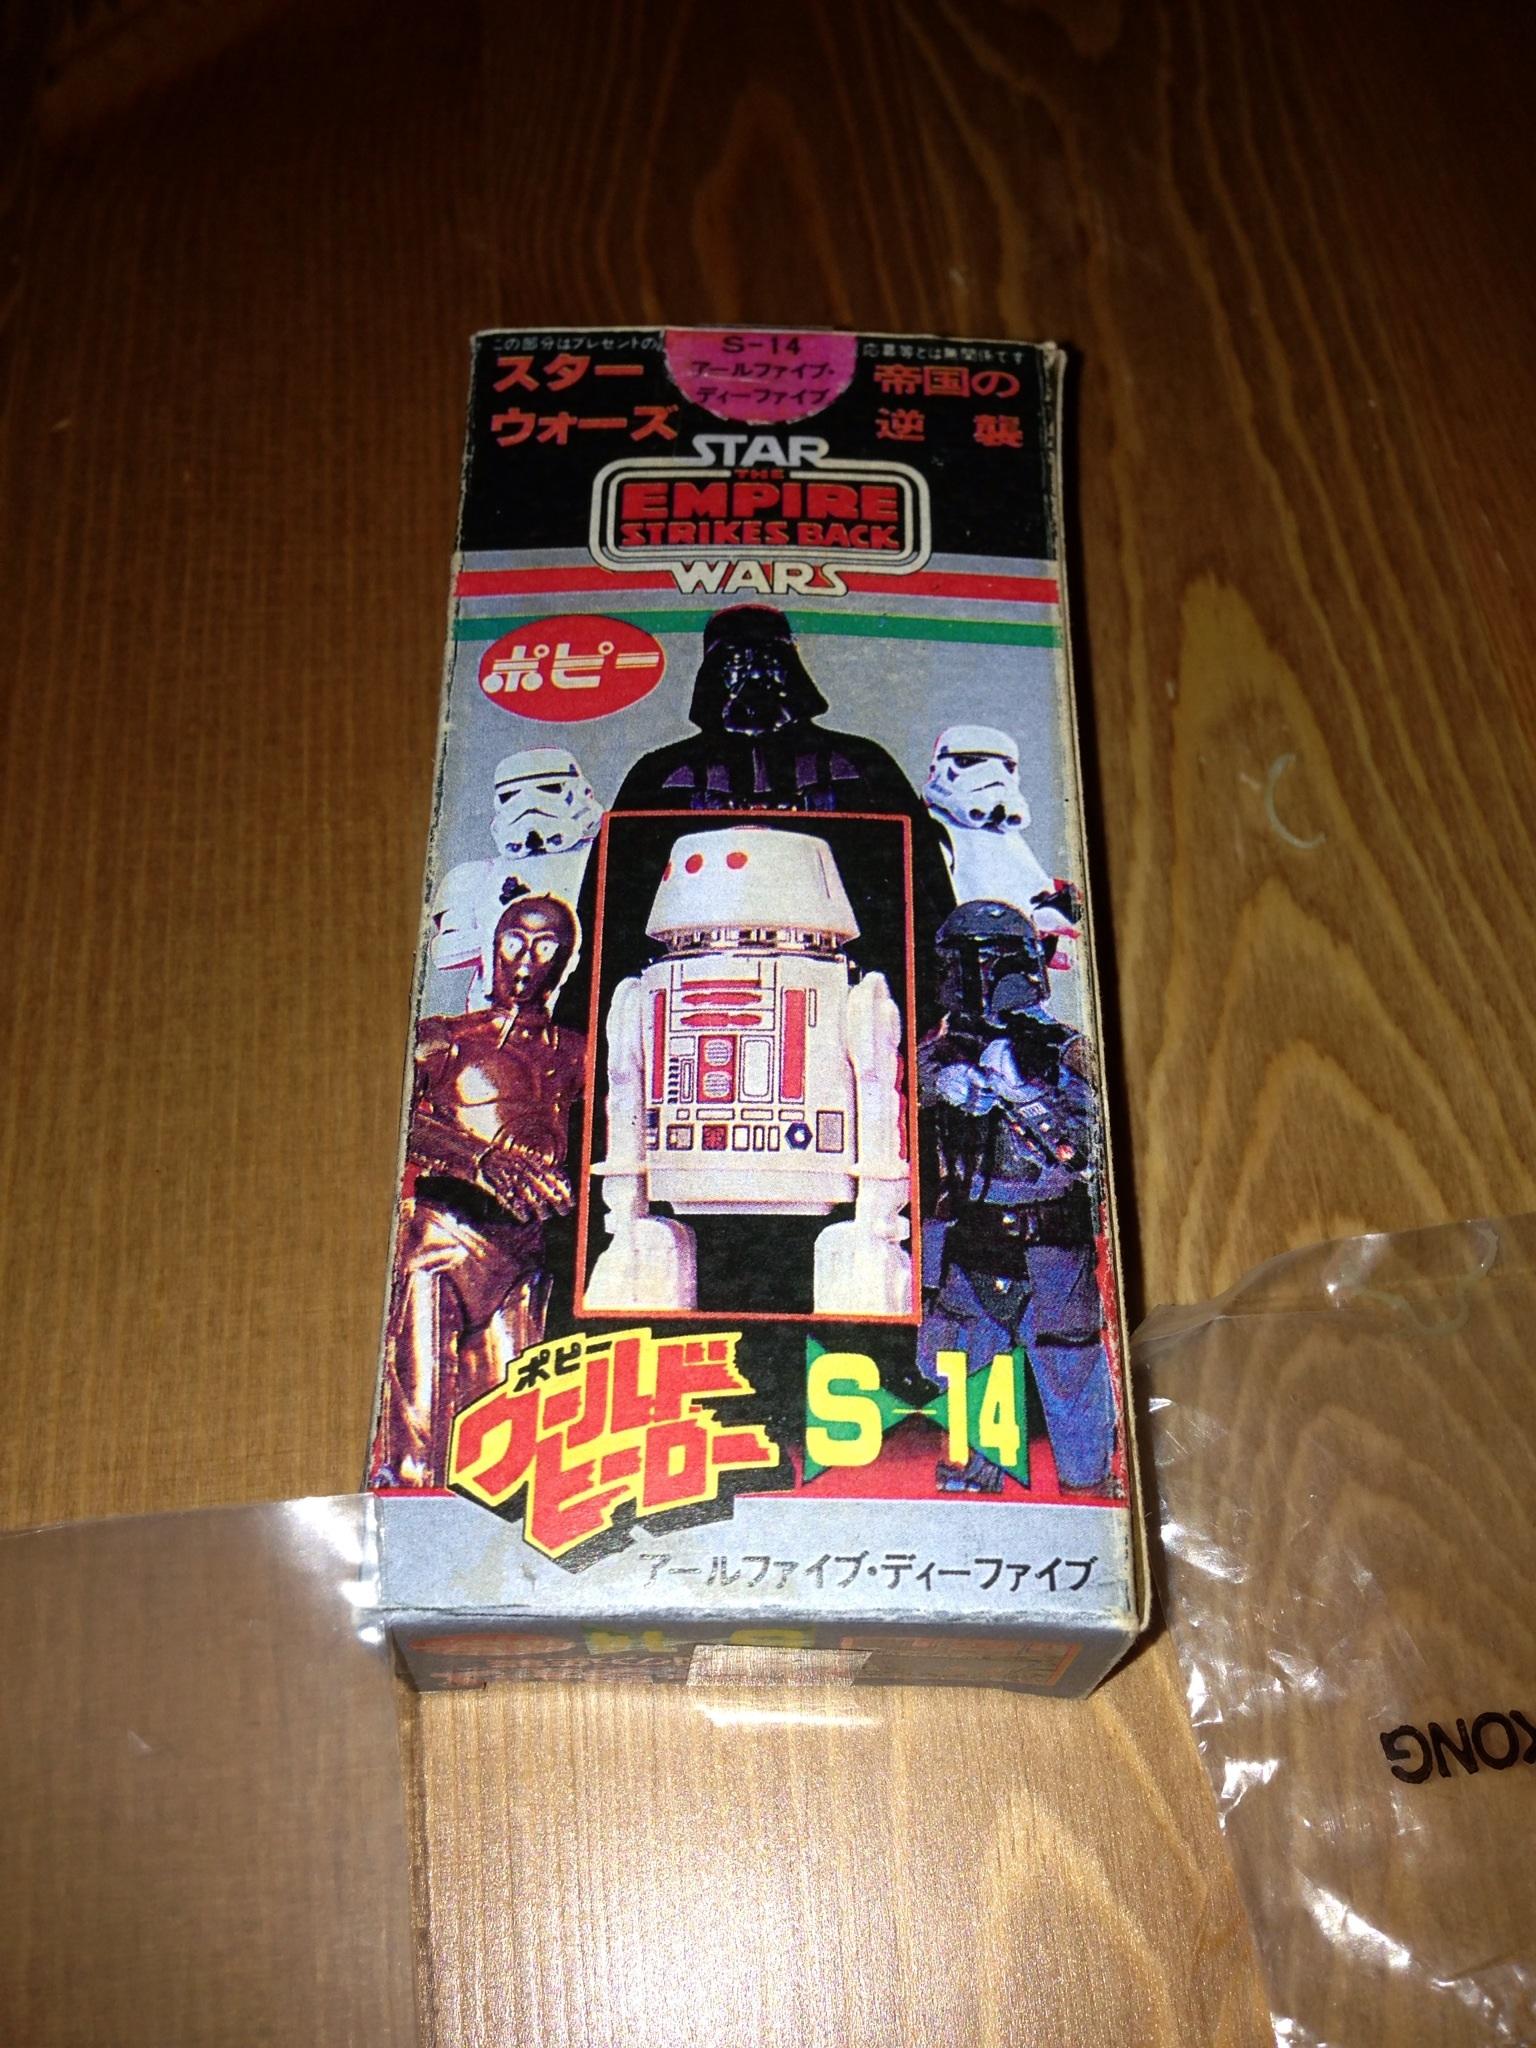 この部分はプレゼントの
応募等とは無関係です
S-14
アールファイブ・
ディーファイブ
スター
ウォーズ
帝国の
逆襲
STAR
THE
EMPIRE
STRIKES BACK
WARS
ポピー
ポピー
ワールド
ヒーロー
S-14
アールファイブ・ディーファイブ
KONG